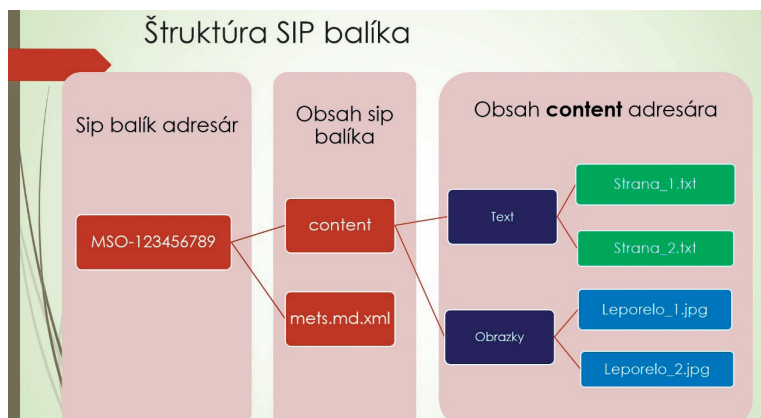 Štruktúra SIP balíka
Sip balík adresár
MSO-123456789
Obsah sip
balíka
content
mets.md.xml
Obsah content adresára
Text
Strana_1.txt
Strana_2.txt
Obrazky
Leporelo_1.jpg
Leporelo_2.jpg